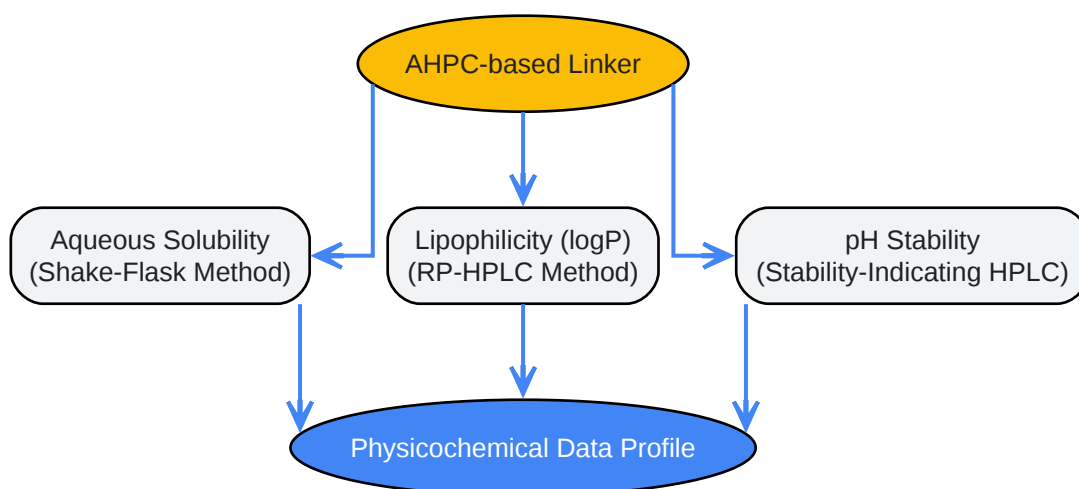 AHPC-based Linker
Aqueous Solubility
(Shake-Flask Method)
Lipophilicity (logP)
(RP-HPLC Method)
pH Stability
(Stability-Indicating HPLC)
Physicochemical Data Profile